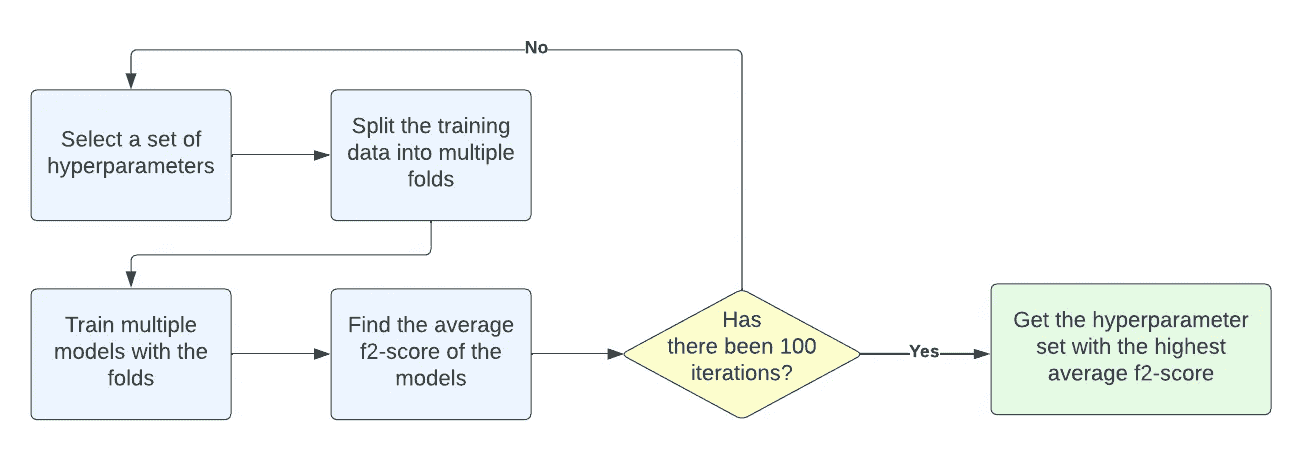 No
Select a set of
hyperparameters
Split the training
data into multiple
folds
Train multiple
models with the
folds
Find the average
f2-score of the
models
Has
there been 100
iterations?
Yes
Get the hyperparameter
set with the highest
average f2-score